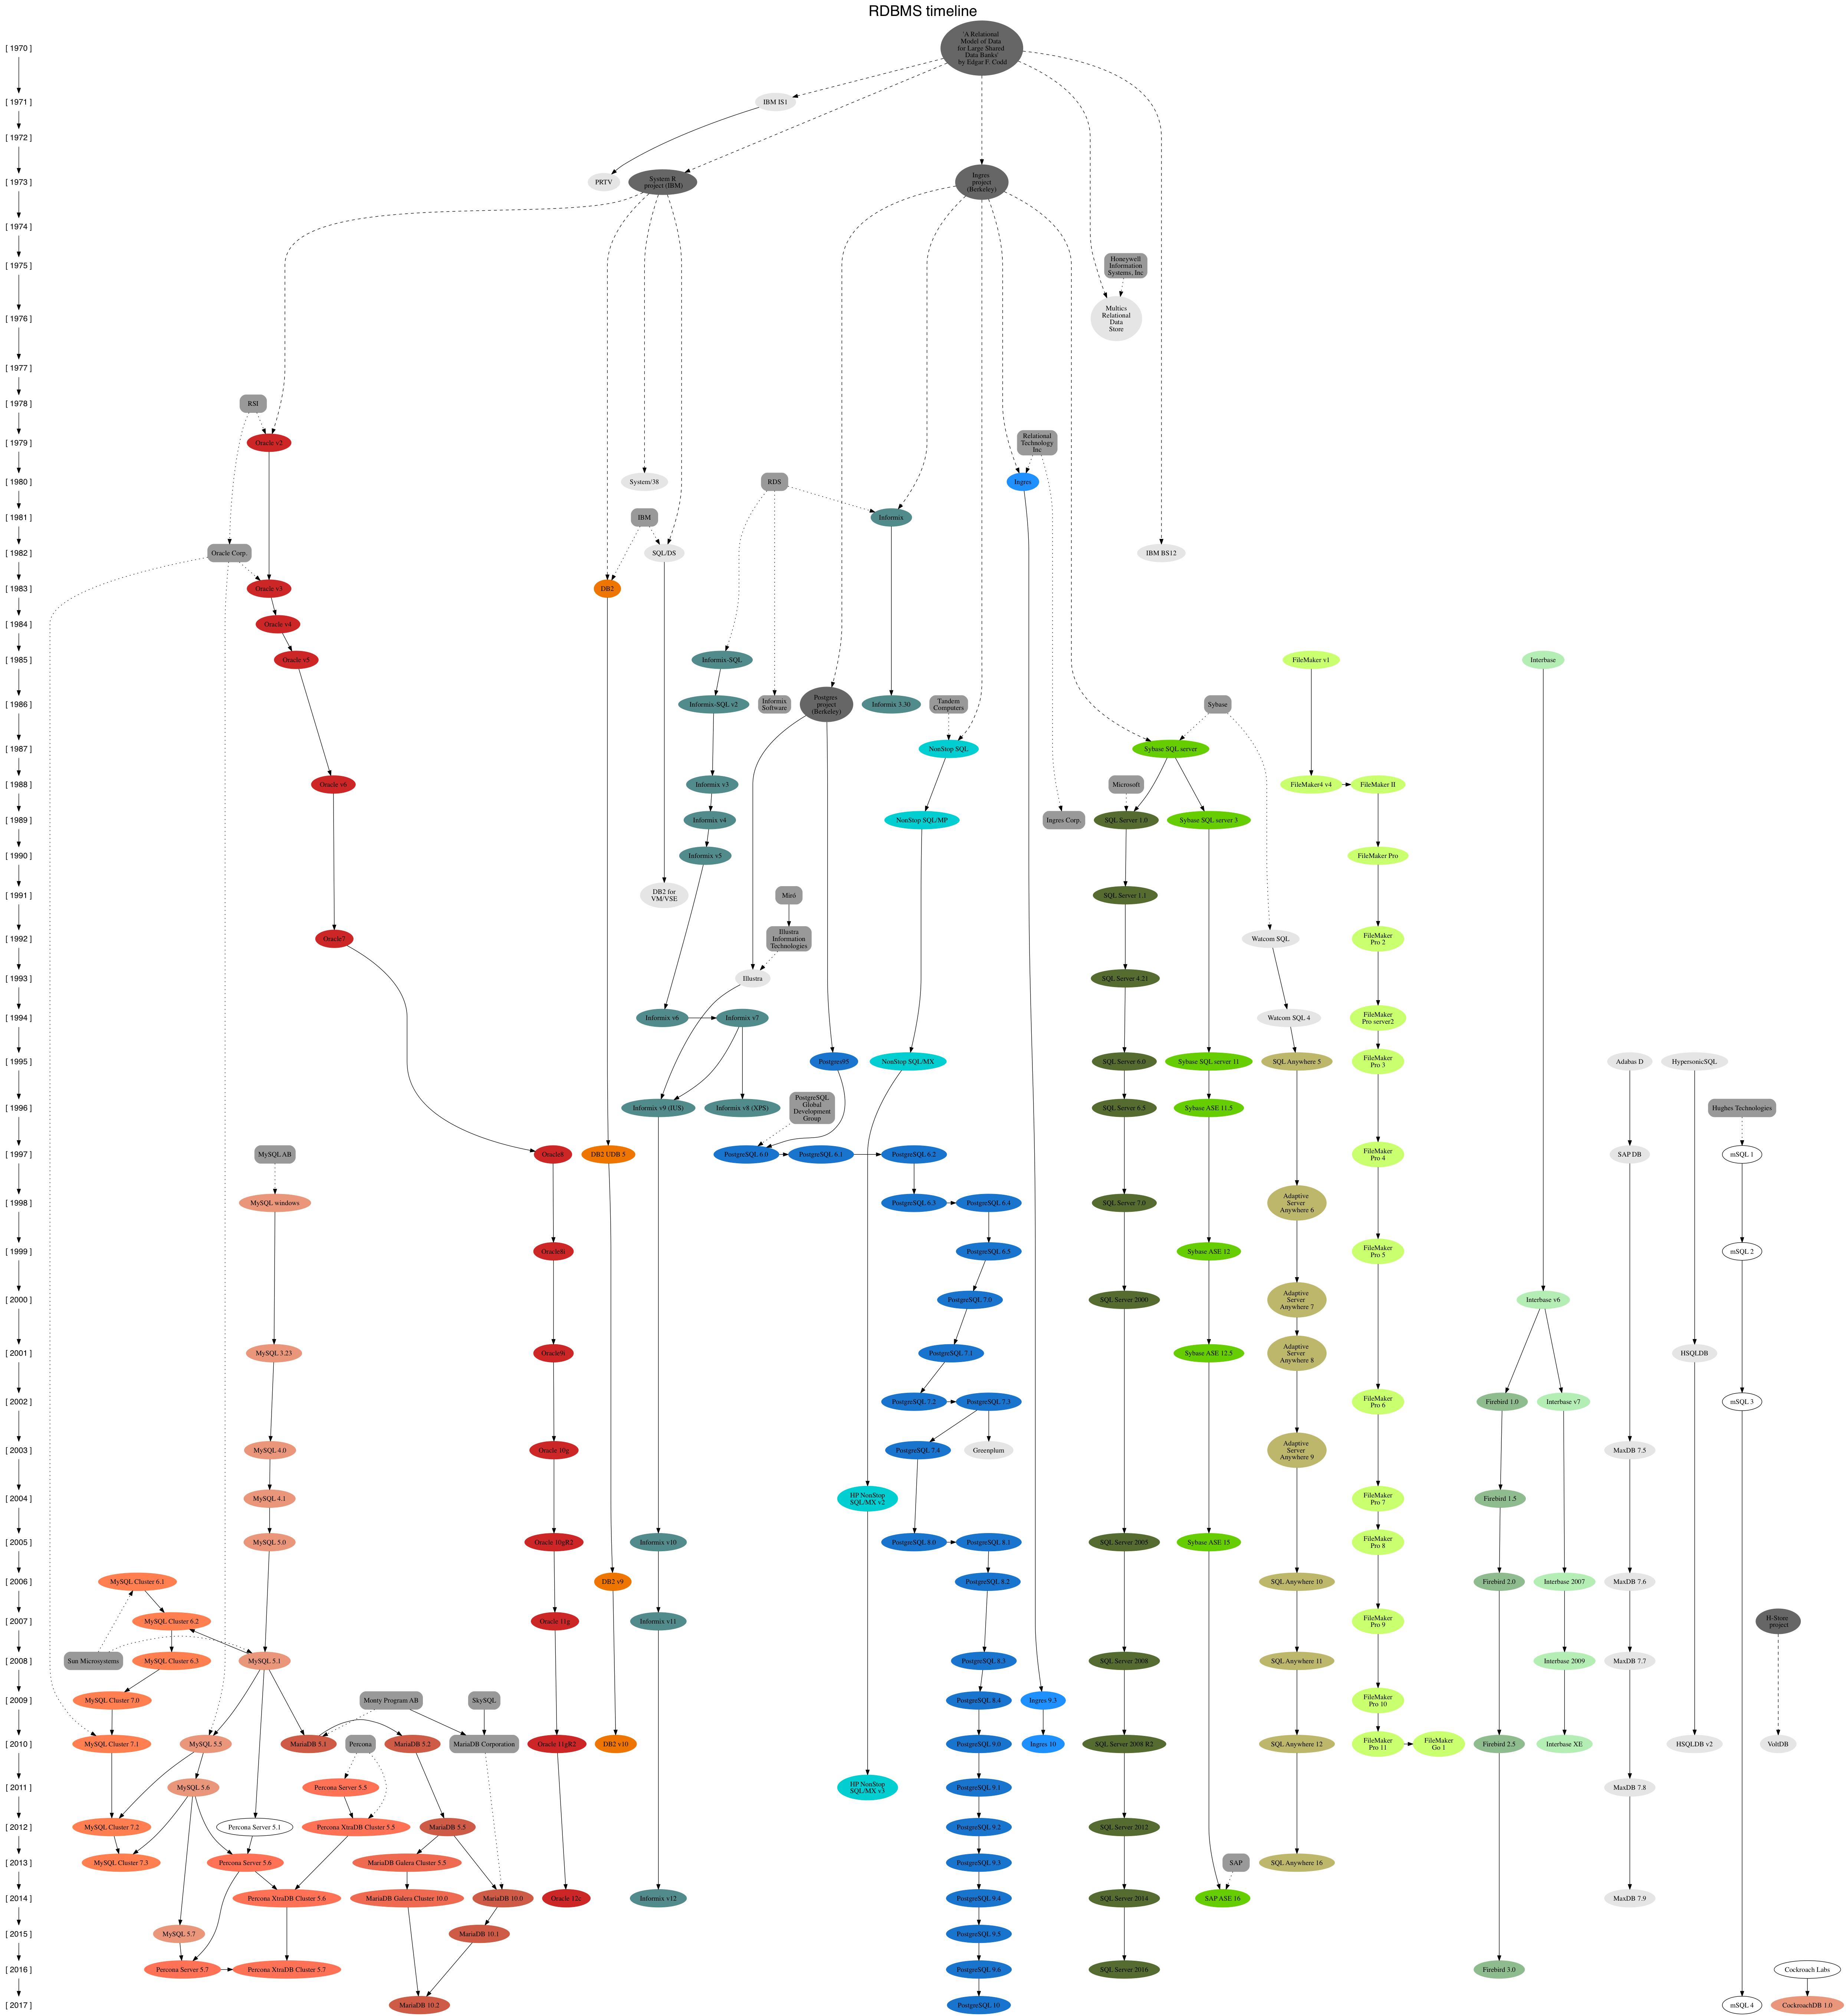 RDBMS timeline
[ 1970 ]
'A Relational
Model of Data
for Large Shared
Data Banks'
by Edgar F. Codd
[ 1971 ]
IBM IS1
[ 1972 ]
[ 1973 ]
PRTV
System R
project (IBM)
Ingres
project
(Berkeley)
[ 1974 ]
[ 1975 ]
Honeywell
Information
Systems, Inc
[ 1976 ]
Multics
Relational
Data
Store
[ 1977 ]
[ 1978 ]
RSI
[ 1979 ]
Oracle v2
Relational
Technology
Inc
[ 1980 ]
System/38
RDS
Ingres
[ 1981 ]
IBM
Informix
[ 1982 ]
Oracle Corp.
SQL/DS
IBM BS12
[ 1983 ]
Oracle v3
DB2
[ 1984 ]
Oracle v4
[ 1985 ]
Oracle v5
Informix-SQL
FileMaker v1
Interbase
[ 1986 ]
Informix-SQL v2
Informix
Software
Postgres
project
(Berkeley)
Informix 3.30
Tandem
Computers
Sybase
[ 1987 ]
NonStop SQL
Sybase SQL server
[ 1988 ]
Oracle v6
Informix v3
Microsoft
FileMaker4 v4
FileMaker II
[ 1989 ]
Informix v4
NonStop SQL/MP
Ingres Corp.
SQL Server 1.0
Sybase SQL server 3
[ 1990 ]
Informix v5
FileMaker Pro
[ 1991 ]
DB2 for
VM/VSE
Miró
SQL Server 1.1
[ 1992 ]
Oracle7
Illustra
Information
Technologies
Watcom SQL
FileMaker
Pro 2
[ 1993 ]
Illustra
SQL Server 4.21
[ 1994 ]
Informix v6
Informix v7
Watcom SQL 4
FileMaker
Pro server2
[ 1995 ]
Postgres95
NonStop SQL/MX
SQL Server 6.0
Sybase SQL server 11
SQL Anywhere 5
FileMaker
Pro 3
Adabas D
HypersonicSQL
[ 1996 ]
Informix v9 (IUS)
Informix v8 (XPS)
PostgreSQL
Global
Development
Group
SQL Server 6.5
Sybase ASE 11.5
Hughes Technologies
[ 1997 ]
MySQL AB
Oracle8
DB2 UDB 5
PostgreSQL 6.0
PostgreSQL 6.1
PostgreSQL 6.2
FileMaker
Pro 4
SAP DB
mSQL 1
[ 1998 ]
MySQL windows
PostgreSQL 6.3
PostgreSQL 6.4
SQL Server 7.0
Adaptive
Server
Anywhere 6
[ 1999 ]
Oracle8i
PostgreSQL 6.5
Sybase ASE 12
FileMaker
Pro 5
mSQL 2
[ 2000 ]
PostgreSQL 7.0
SQL Server 2000
Adaptive
Server
Anywhere 7
Interbase v6
[ 2001 ]
MySQL 3.23
Oracle9i
PostgreSQL 7.1
Sybase ASE 12.5
Adaptive
Server
Anywhere 8
HSQLDB
[ 2002 ]
PostgreSQL 7.2
PostgreSQL 7.3
FileMaker
Pro 6
Firebird 1.0
Interbase v7
mSQL 3
[ 2003 ]
MySQL 4.0
Oracle 10g
PostgreSQL 7.4
Greenplum
Adaptive
Server
Anywhere 9
MaxDB 7.5
[ 2004 ]
MySQL 4.1
HP NonStop
SQL/MX v2
FileMaker
Pro 7
Firebird 1.5
[ 2005 ]
MySQL 5.0
Oracle 10gR2
Informix v10
PostgreSQL 8.0
PostgreSQL 8.1
SQL Server 2005
Sybase ASE 15
FileMaker
Pro 8
[ 2006 ]
MySQL Cluster 6.1
DB2 v9
PostgreSQL 8.2
SQL Anywhere 10
Firebird 2.0
Interbase 2007
MaxDB 7.6
[ 2007 ]
MySQL Cluster 6.2
Oracle 11g
Informix v11
FileMaker
Pro 9
H-Store
project
[ 2008 ]
Sun Microsystems
MySQL Cluster 6.3
MySQL 5.1
PostgreSQL 8.3
SQL Server 2008
SQL Anywhere 11
Interbase 2009
MaxDB 7.7
[ 2009 ]
MySQL Cluster 7.0
Monty Program AB
SkySQL
PostgreSQL 8.4
Ingres 9.3
FileMaker
Pro 10
[ 2010 ]
MySQL Cluster 7.1
MySQL 5.5
MariaDB 5.1
Percona
MariaDB 5.2
MariaDB Corporation
Oracle 11gR2
DB2 v10
PostgreSQL 9.0
Ingres 10
SQL Server 2008 R2
SQL Anywhere 12
FileMaker
Pro 11
FileMaker
Go 1
Firebird 2.5
Interbase XE
HSQLDB v2
VoltDB
[ 2011 ]
MySQL 5.6
Percona Server 5.5
HP NonStop
SQL/MX v3
PostgreSQL 9.1
MaxDB 7.8
[ 2012 ]
MySQL Cluster 7.2
Percona Server 5.1
Percona XtraDB Cluster 5.5
MariaDB 5.5
PostgreSQL 9.2
SQL Server 2012
[ 2013 ]
MySQL Cluster 7.3
Percona Server 5.6
MariaDB Galera Cluster 5.5
PostgreSQL 9.3
SAP
SQL Anywhere 16
[ 2014 ]
Percona XtraDB Cluster 5.6
MariaDB Galera Cluster 10.0
MariaDB 10.0
Oracle 12c
Informix v12
PostgreSQL 9.4
SQL Server 2014
SAP ASE 16
MaxDB 7.9
[ 2015 ]
MySQL 5.7
MariaDB 10.1
PostgreSQL 9.5
[ 2016 ]
Percona Server 5.7
Percona XtraDB Cluster 5.7
PostgreSQL 9.6
SQL Server 2016
Firebird 3.0
Cockroach Labs
[ 2017 ]
MariaDB 10.2
PostgreSQL 10
mSQL 4
CockroachDB 1.0